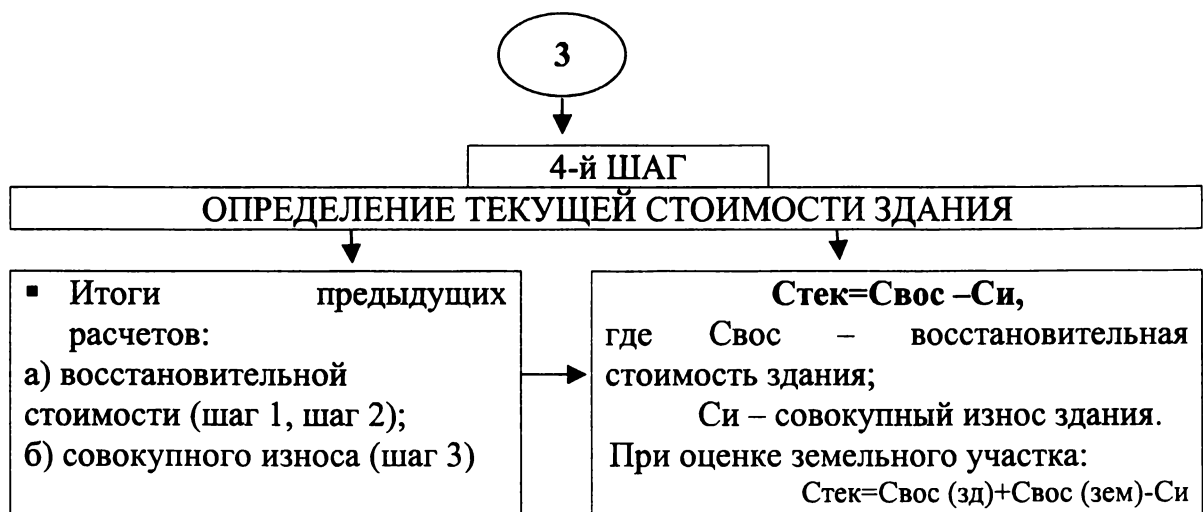 3
4-й ШАГ
ОПРЕДЕЛЕНИЕ ТЕКУЩЕЙ СТОИМОСТИ ЗДАНИЯ
▪ Итоги предыдущих
расчетов:
а) восстановительной
стоимости (шаг 1, шаг 2);
б) совокупного износа (шаг 3)
Стек=Свос –Си,
где Свос – восстановительная
стоимость здания;
Си – совокупный износ здания.
При оценке земельного участка:
Стек=Свос (зд)+Свос (зем)-Си